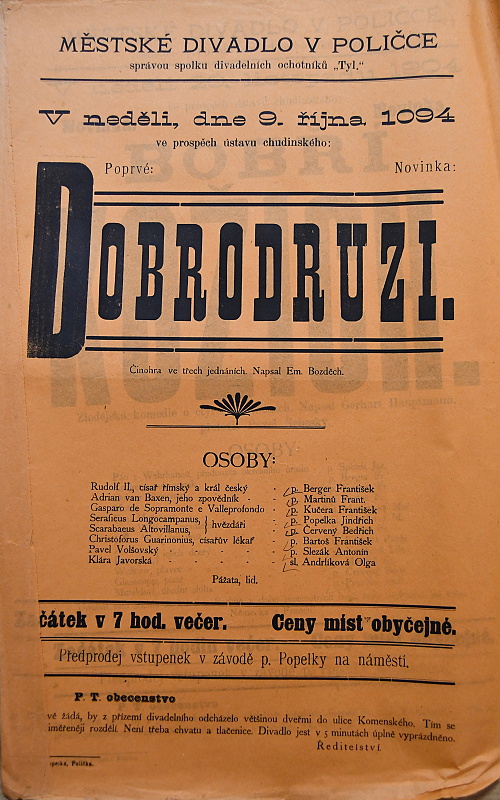 MĚSTSKÉ DIVADLO V POLIČCE
správou spolku divadelních ochotníků „Tyl."
V neděli, dne 9. října 1094
ve prospěch ústavu chudinského:
Poprvé: Novinka:
DOBRODRUZI.
Činohra ve třech jednáních. Napsal Em. Bozděch.
OSOBY:
Rudolf II., císař římský a král český - p. Berger František
Adrian van Baxen, jeho zpovědník - - p. Martinů Frant.
Gasparo de Sopramonte e Valleprofondo - p. Kučera František
Seraficus Longocampanus, } hvězdáři - p. Popelka Jindřich
Scarabaeus Altovillanus, - p. Červený Bedřich
Christoforus Guarinonius, císařův lékař - p. Bartoš František
Pavel Volšovský - - - - - p. Slezák Antonín
Klára Javorská - - - - - sl. Andrlíková Olga
Pážata, lid.
čátek v 7 hod. večer. Ceny míst obyčejné.
Předprodej vstupenek v závodě p. Popelky na náměstí.
P. T. obecenstvo
vé žádá, by z přízemí divadelního odcházelo většinou dveřmi do ulice Komenského. Tím se
iměřeněji rozdělí. Není třeba chvatu a tlačenice. Divadlo jest v 5 minutách úplně vyprázdněno.
Ředitelství.
opelka, Polička.